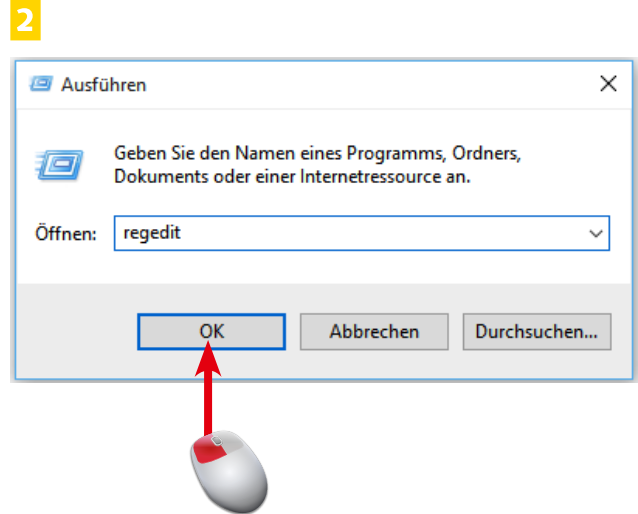 2
Ausführen
Geben Sie den Namen eines Programms, Ordners,
Dokuments oder einer Internetressource an.
Öffnen: regedit
OK Abbrechen Durchsuchen...